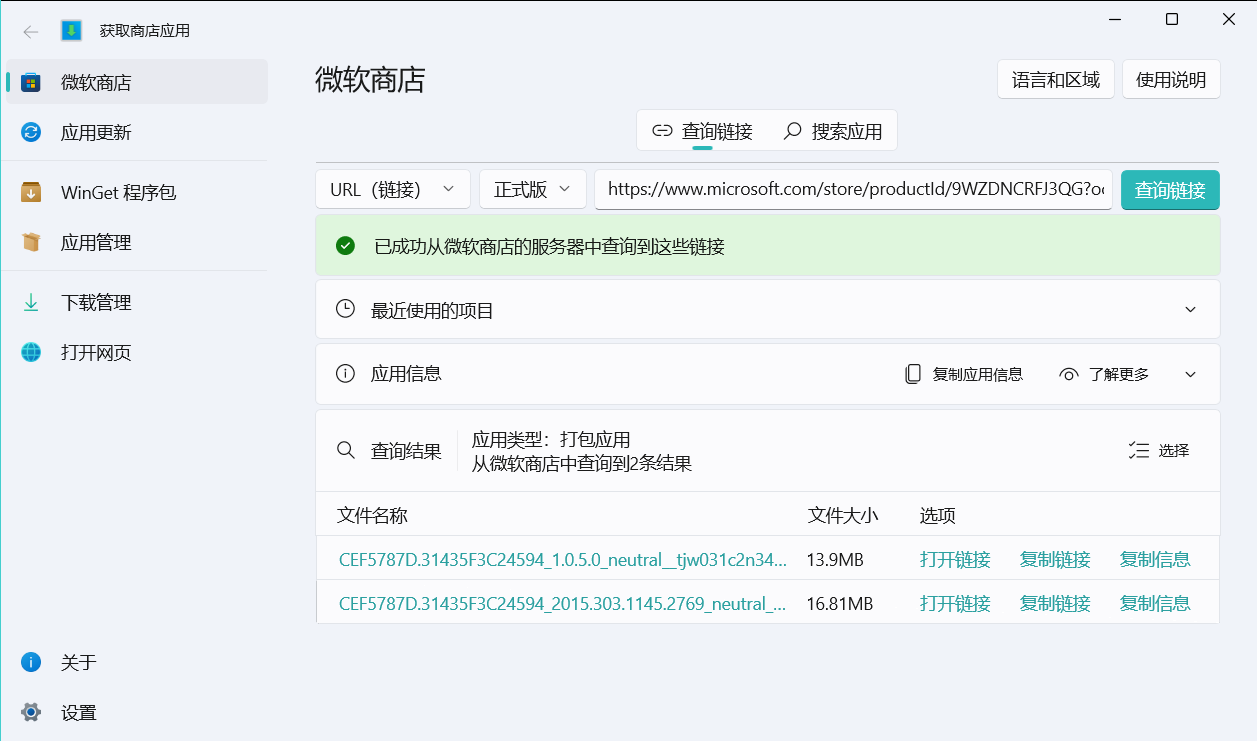 获取商店应用
微软商店
应用更新
WinGet 程序包
应用管理
下载管理
打开网页
关于
设置
微软商店
语言和区域
使用说明
查询链接
搜索应用
URL（链接）
正式版
https://www.microsoft.com/store/productId/9WZDNCRFJ3QG?o
查询链接
已成功从微软商店的服务器中查询到这些链接
最近使用的项目
应用信息
复制应用信息
了解更多
查询结果
应用类型：打包应用
从微软商店中查询到2条结果
选择
文件名称 文件大小 选项
CEF5787D.31435F3C24594_1.0.5.0_neutral__tjw031c2n34... 13.9MB 打开链接 复制链接 复制信息
CEF5787D.31435F3C24594_2015.303.1145.2769_neutral_... 16.81MB 打开链接 复制链接 复制信息